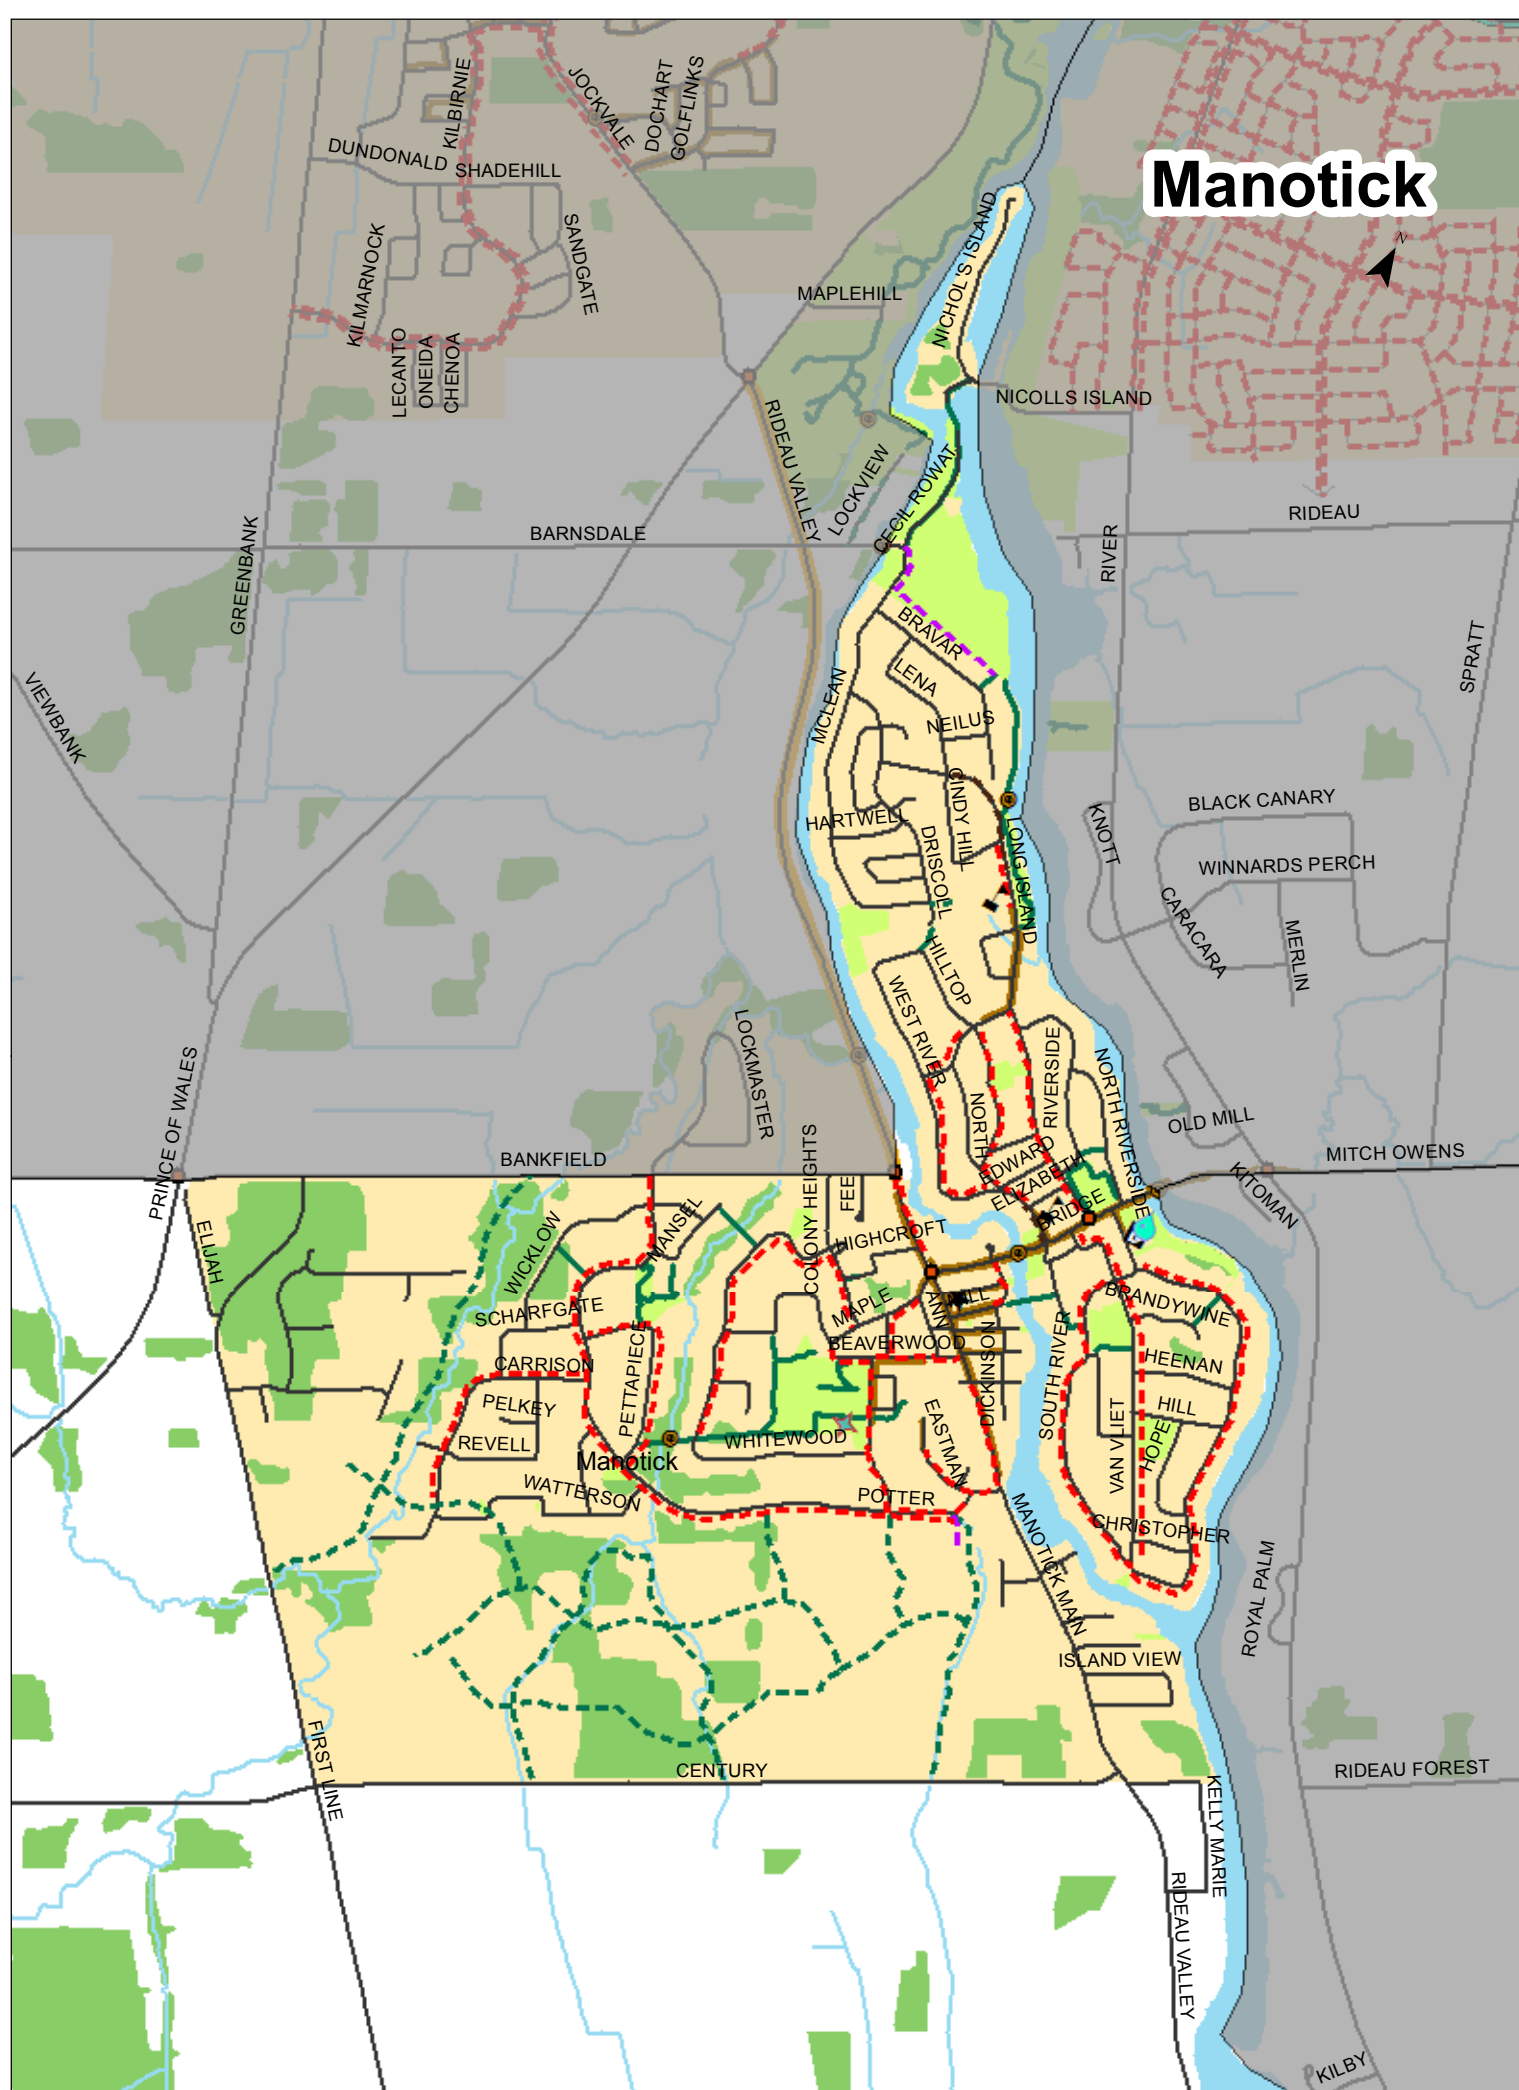 Manotick
N
KILBIRNIE
JOCKVALE
DOCHART
GOLFLINKS
DUNDONALD
SHADEHILL
SANDGATE
KILMARNOCK
LECANTO
ONEIDA
CHENOA
MAPLEHILL
NICHOL'S ISLAND
NICOLLS ISLAND
RIDEAU VALLEY
LOCKVIEW
CECIL ROWAT
BARNSDALE
GREENBANK
RIDEAU
RIVER
SPRATT
VIEWBANK
BRAVAR
LENA
MCLEAN
NEILUS
CINDY HILL
HARTWELL
DRISCOLL
LONG ISLAND
KNOTT
BLACK CANARY
WINNARDS PERCH
CARACARA
MERLIN
HILLTOP
WEST RIVER
LOCKMASTER
PRINCE OF WALES
RIVERSIDE
NORTH RIVERSIDE
NORTH
OLD MILL
EDWARD
ELIZABETH
BRIDGE
MITCH OWENS
KITOMAN
BANKFIELD
COLONY HEIGHTS
FEE
HIGHCROFT
MANSEL
WICKLOW
ELIJAH
SCHARFGATE
MAPLE
ANN
MILL
BRANDYWINE
BEAVERWOOD
DICKINSON
SOUTH RIVER
HEENAN
CARRISON
PETTAPIECE
PELKEY
HILL
HOPE
VAN VLIET
EASTMAN
REVELL
WHITEWOOD
Manotick
WATTERSON
POTTER
CHRISTOPHER
MANOTICK MAIN
ROYAL PALM
ISLAND VIEW
FIRST LINE
CENTURY
RIDEAU FOREST
KELLY MARIE
RIDEAU VALLEY
KILBY